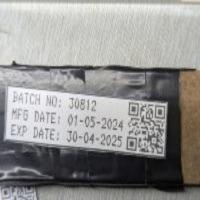 BATCH NO: 30812
MFG DATE: 01-05-2024
EXP DATE: 30-04-2025